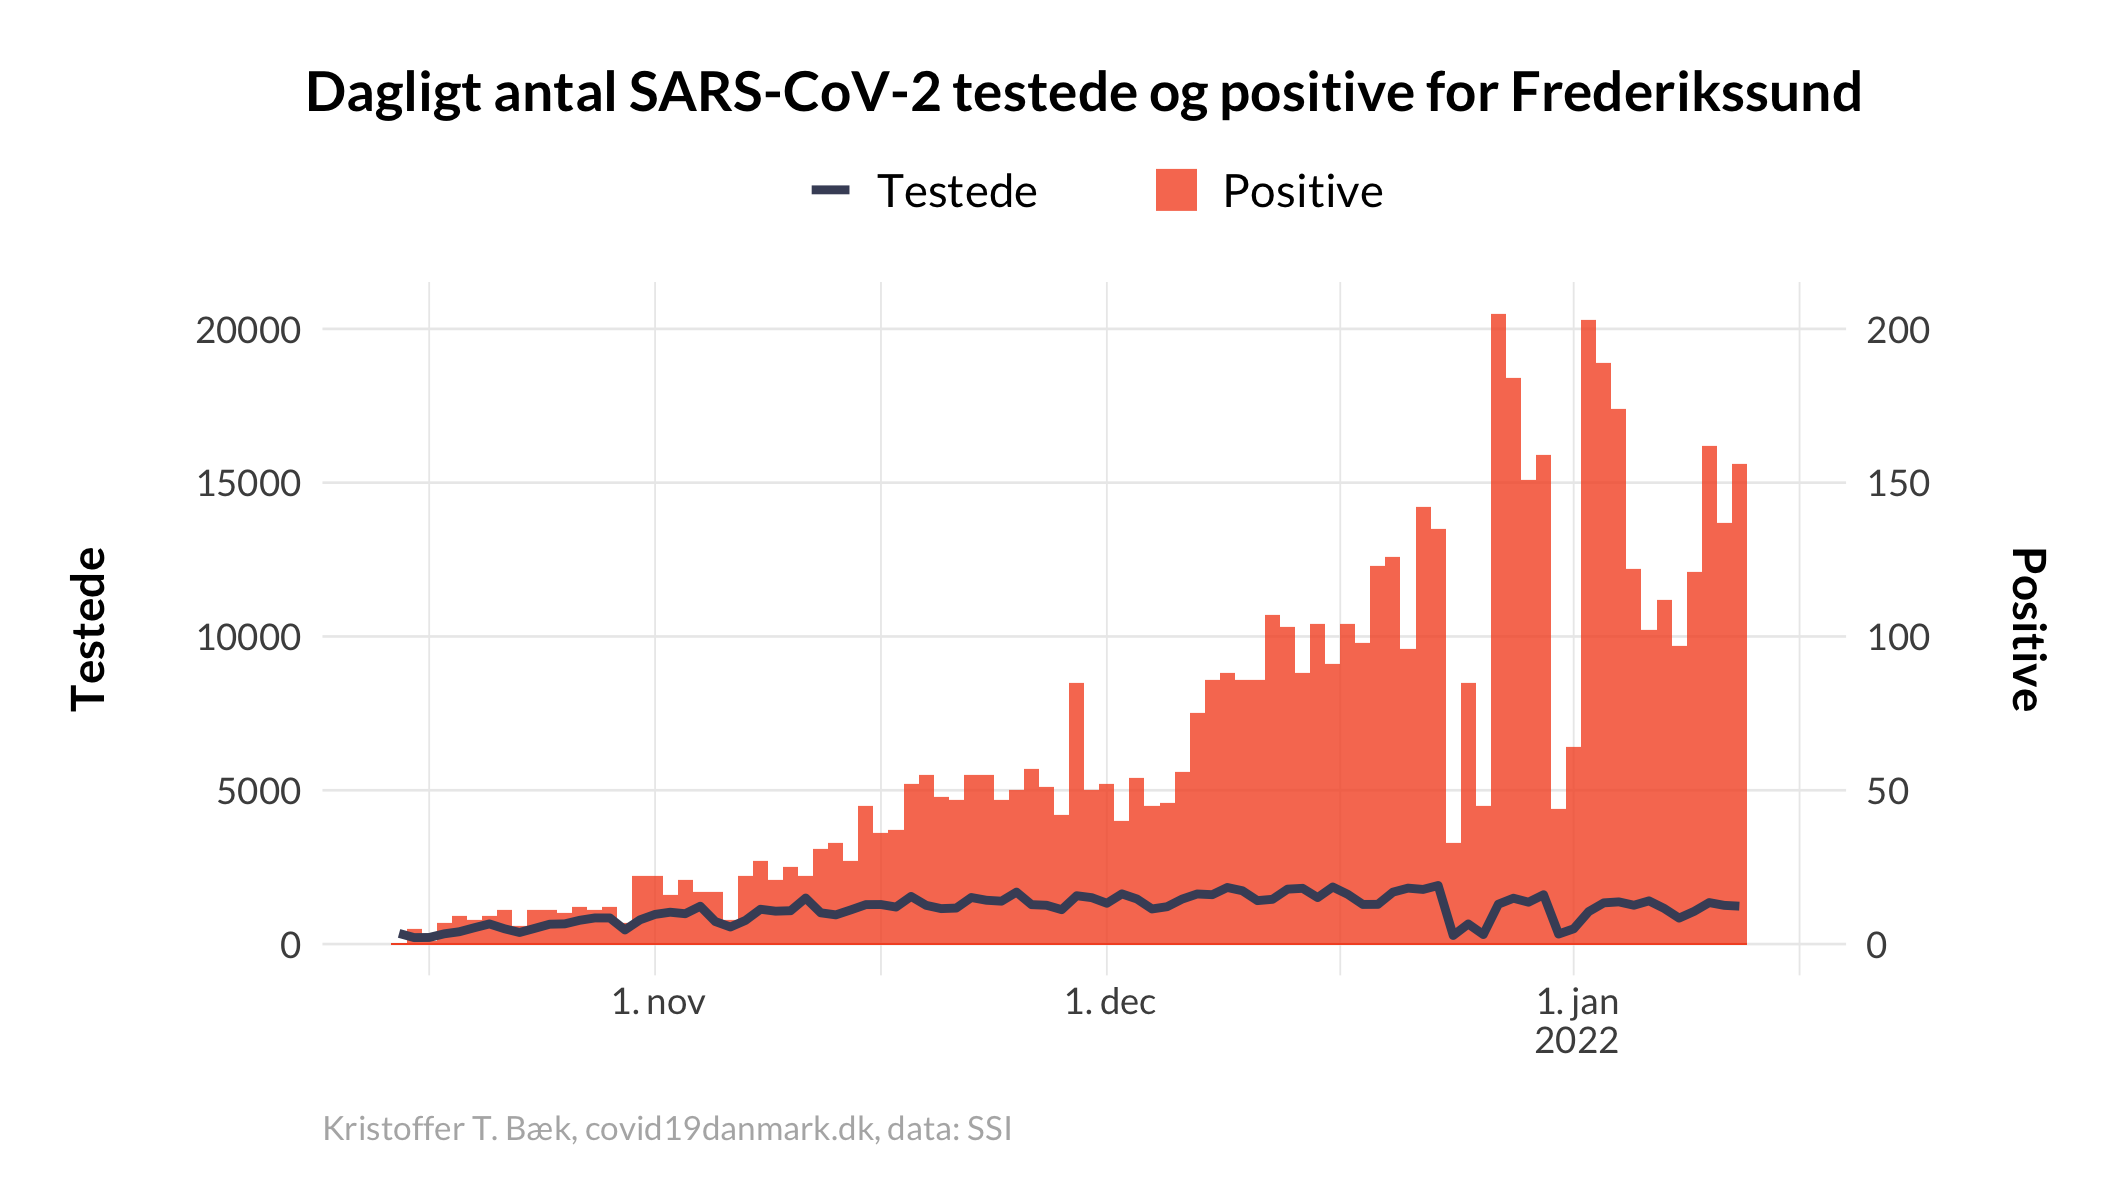 Dagligt antal SARS-CoV-2 testede og positive for Frederikssund
Testede
Positive
20000
15000
10000
5000
0
Testede
200
150
100
50
0
Positive
1. nov
1. dec
1. jan
2022
Kristoffer T. Bæk, covid19danmark.dk, data: SSI